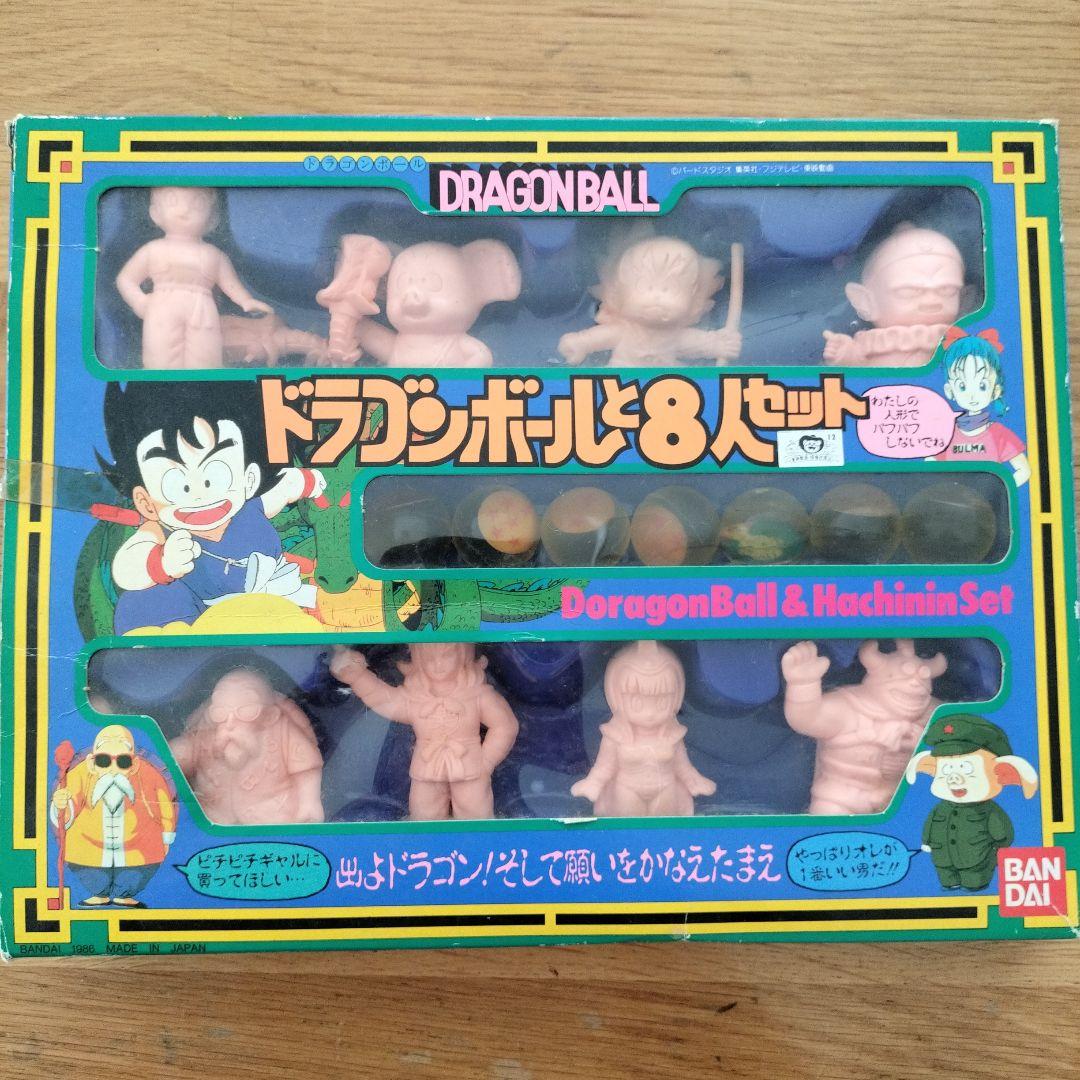 ドラゴンボール
DRAGONBALL
©バードスタジオ 集英社・フジテレビ・東映動画
ドラゴンボールと8人セット
12
わたしの
人形で
パフパフ
しないでね
BULMA
DoragonBall & Hachinin Set
ピチピチギャルに
買ってほしい…
出よドラゴン!そして願いをかなえたまえ
やっぱりオレが
1番いい男だ!!
BAN
DAI
BANDAI 1986 MADE IN JAPAN